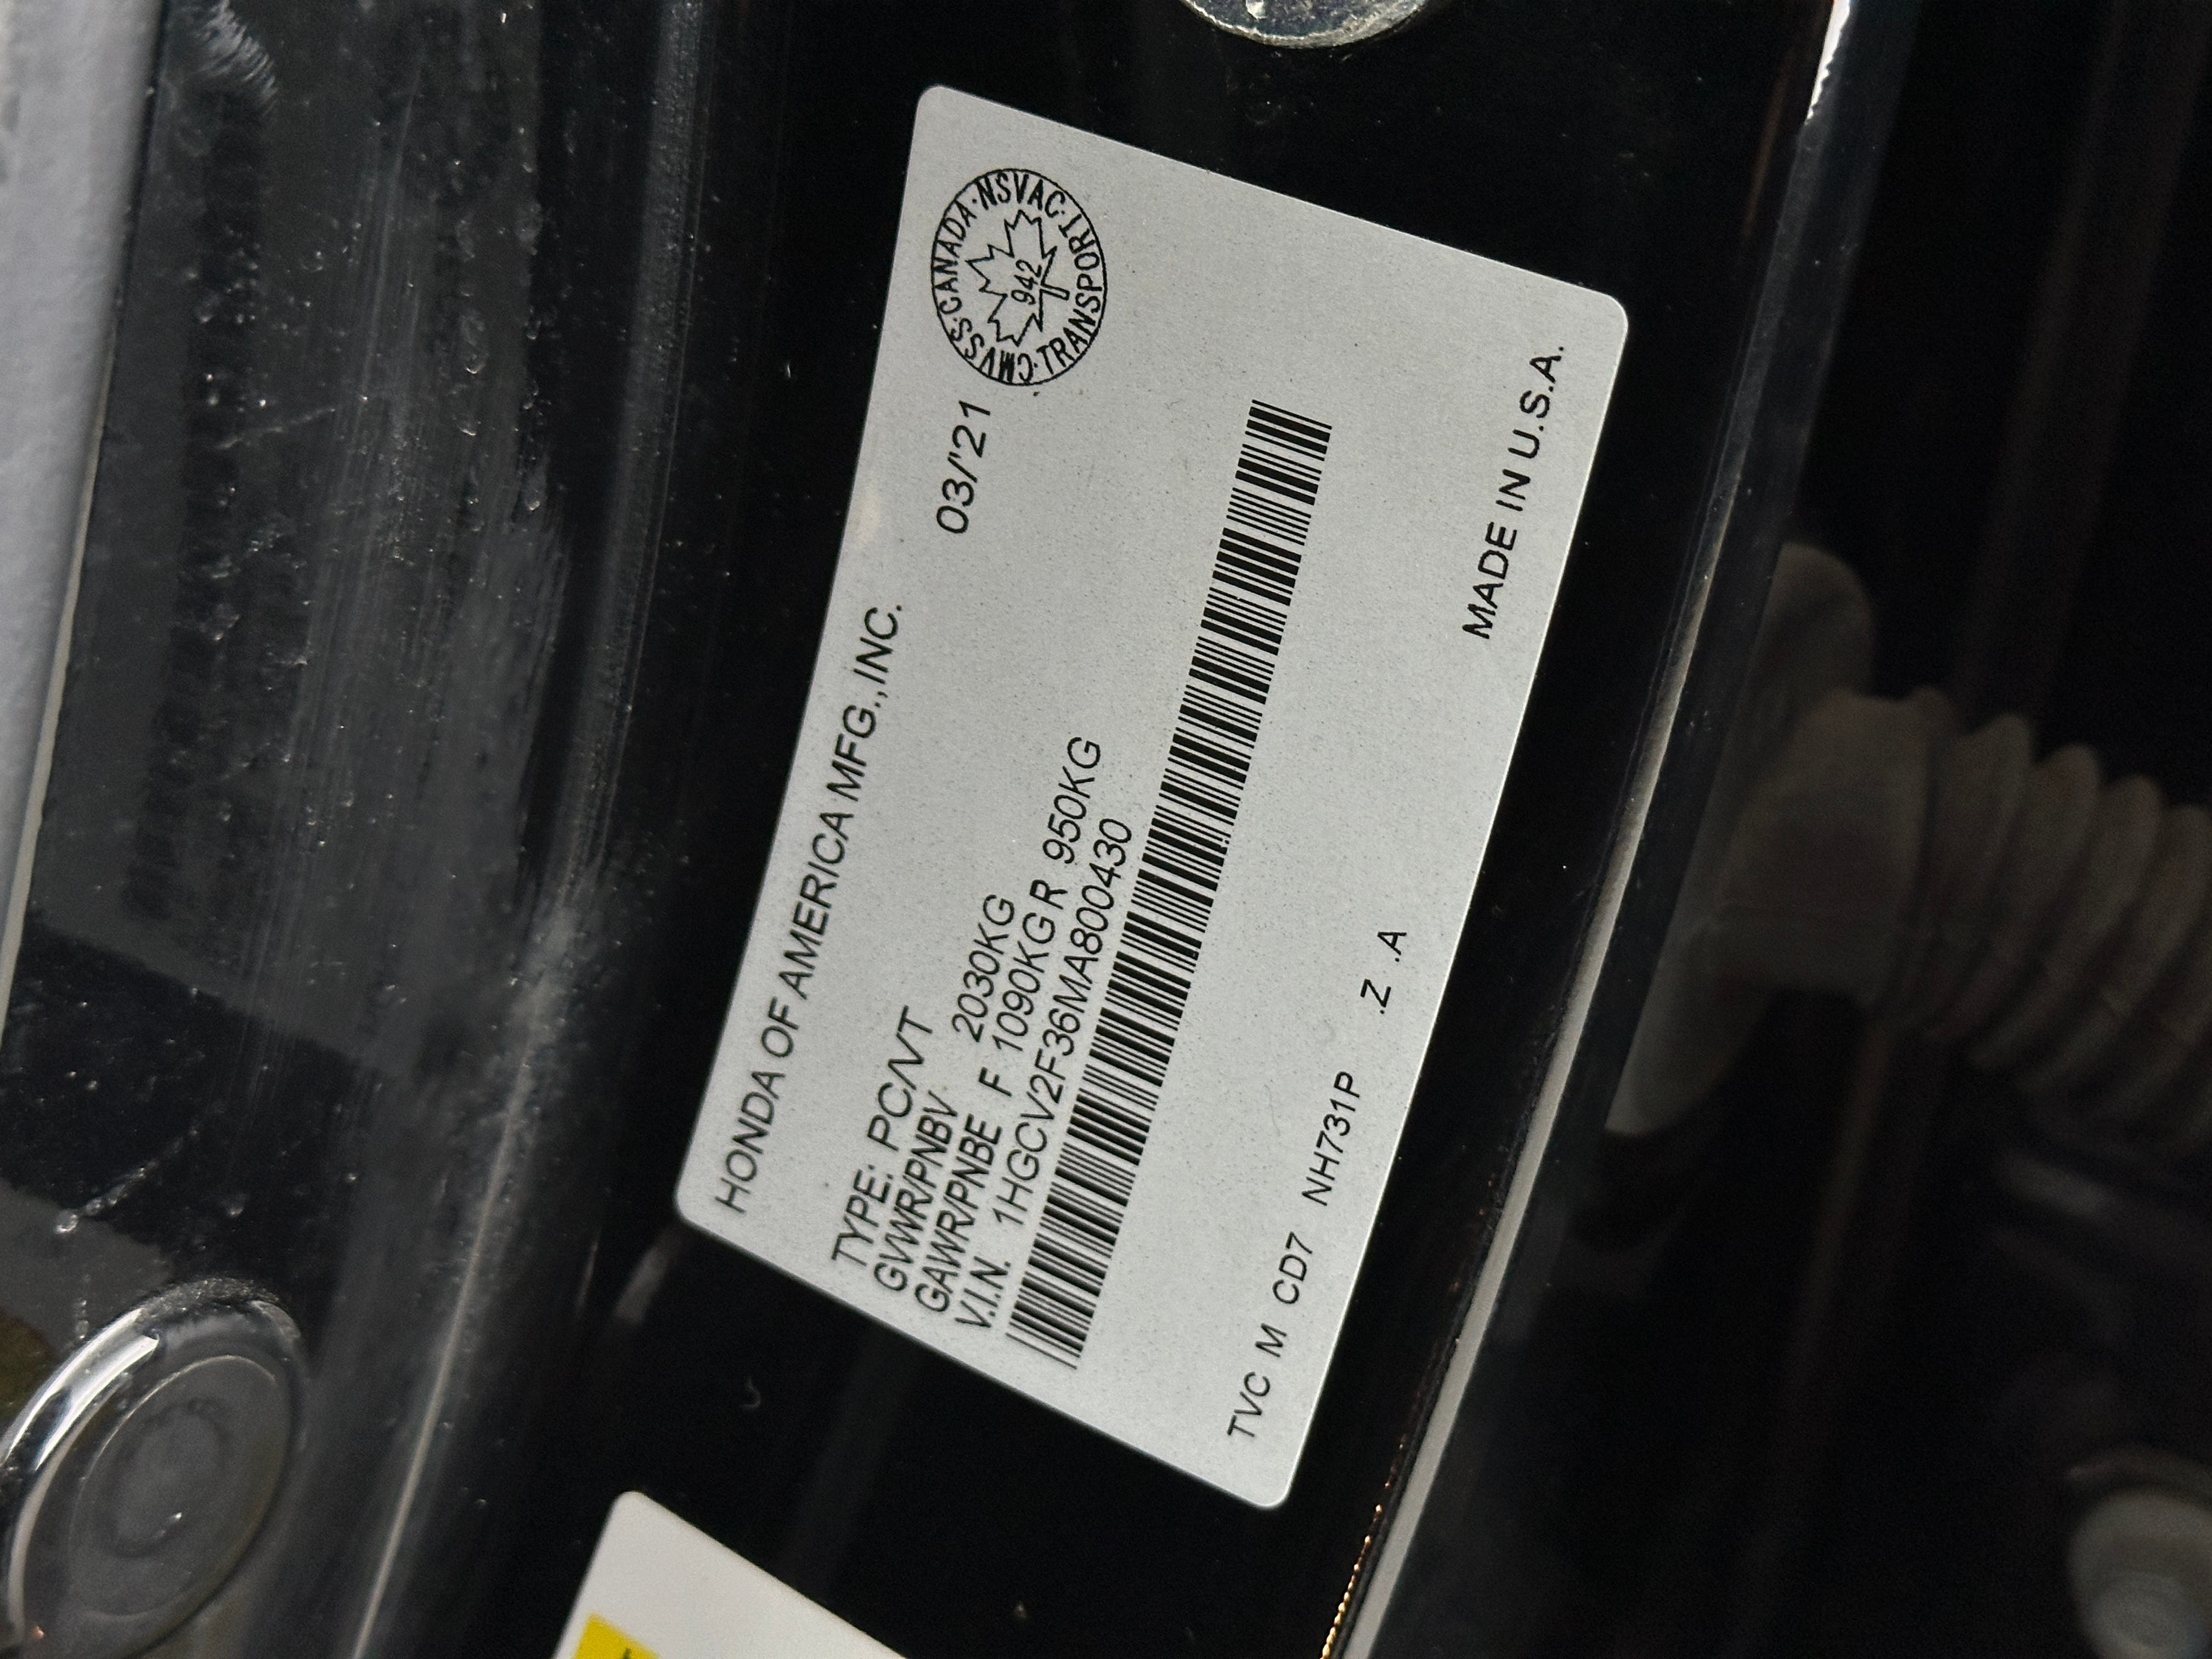 HONDA OF AMERICA MFG.,INC.
03/'21
CMVSS·CANADA·NSVAC·TRANSPORT·
942
TYPE: PC/VT
GVWR/PNBV 2030KG
GAWR/PNBE F 1090KG R 950KG
V.I.N. 1HGCV2F36MA800430
TVC M CD7 NH731P .Z .A
MADE IN U.S.A.